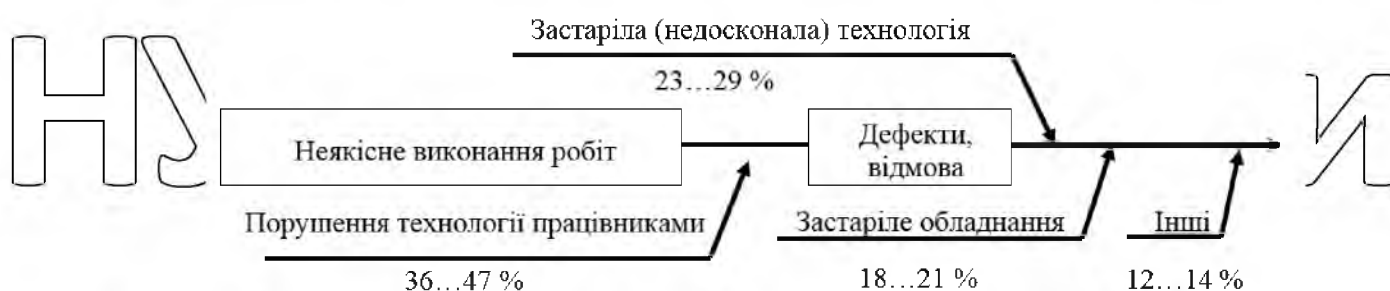 Застаріла (недосконала) технологія
23…29 %
НУ
И
Неякісне виконання робіт
Дефекти,
відмова
Порушення технології працівниками
Застаріле обладнання
Інші
36…47 %
18…21 %
12…14 %